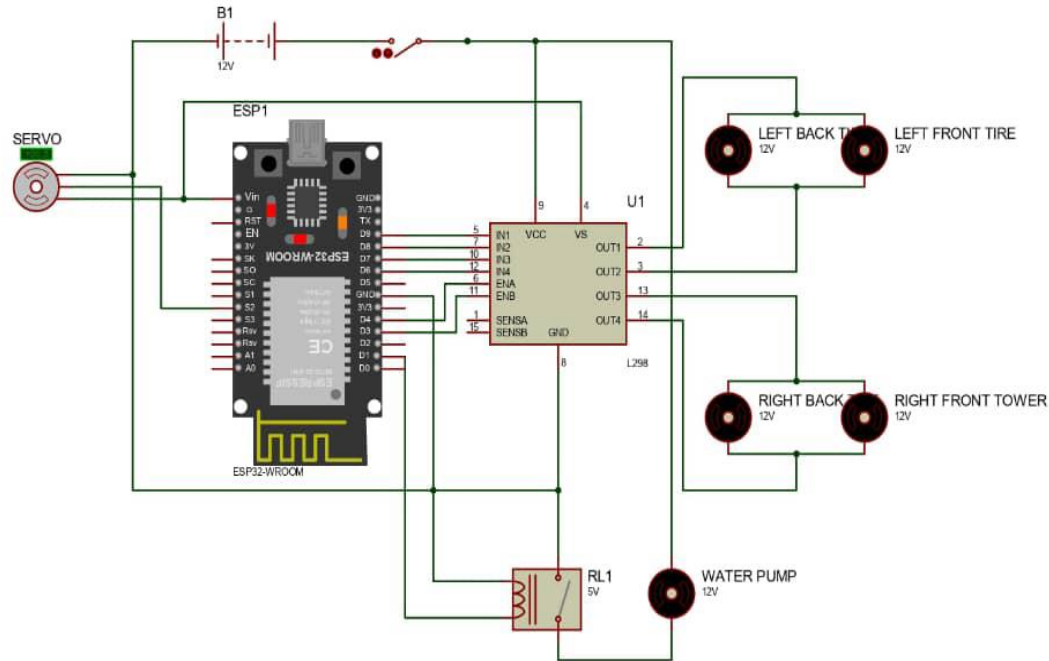 B1
12V
ESP1
SERVO
LEFT BACK
12V
LEFT FRONT TIRE
12V
Vin
G
RST
EN
3V
SK
SO
SC
S1
S2
S3
Rsv
Rsv
A1
A0
GND
3V3
TX
D9
D8
D7
D6
D5
GND
3V3
D4
D3
D2
D1
D0
ESP32-WROOM
CE
ESPRESSIF
ESP32-WROOM
U1
9
4
5
7
10
12
6
11
1
15
IN1
IN2
IN3
IN4
ENA
ENB
SENSA
SENSB
VCC
VS
GND
OUT1
OUT2
OUT3
OUT4
2
3
13
14
8
L298
RIGHT BACK
12V
RIGHT FRONT TOWER
12V
RL1
5V
WATER PUMP
12V